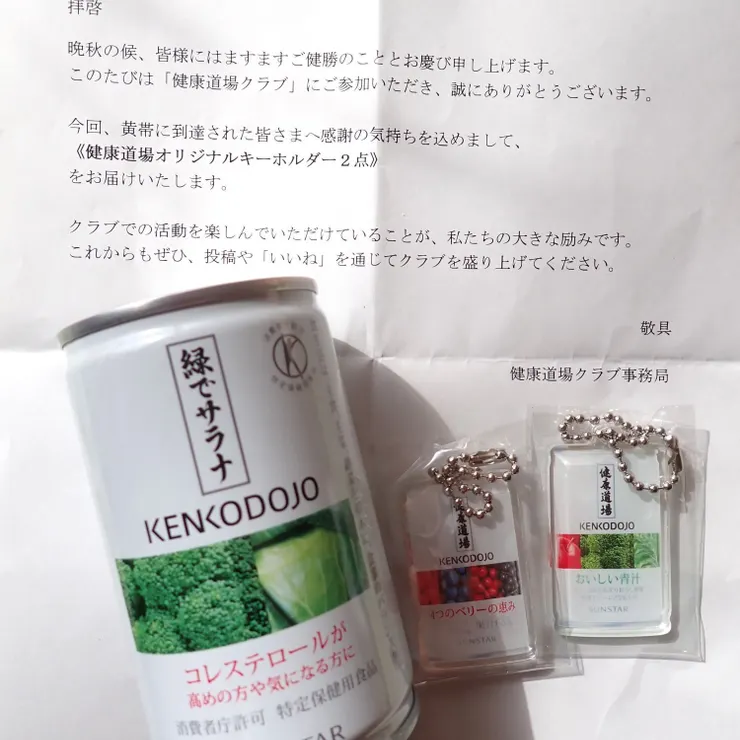 拝啓
晩秋の候、皆様にはますますご健勝のこととお慶び申し上げます。
このたびは「健康道場クラブ」にご参加いただき、誠にありがとうございます。
今回、黄帯に到達された皆さまへ感謝の気持ちを込めまして、
《健康道場オリジナルキーホルダー２点》
をお届けいたします。
クラブでの活動を楽しんでいただけていることが、私たちの大きな励みです。
これからもぜひ、投稿や「いいね」を通じてクラブを盛り上げてください。
敬具
健康道場クラブ事務局
緑でサラナ
KENKODOJO
コレステロールが
高めの方や気になる方に
消費者庁許可 特定保健用食品
SUNSTAR
健康道場
KENKODOJO
4つのベリーの恵み
SUNSTAR
健康道場
KENKODOJO
おいしい青汁
SUNSTAR